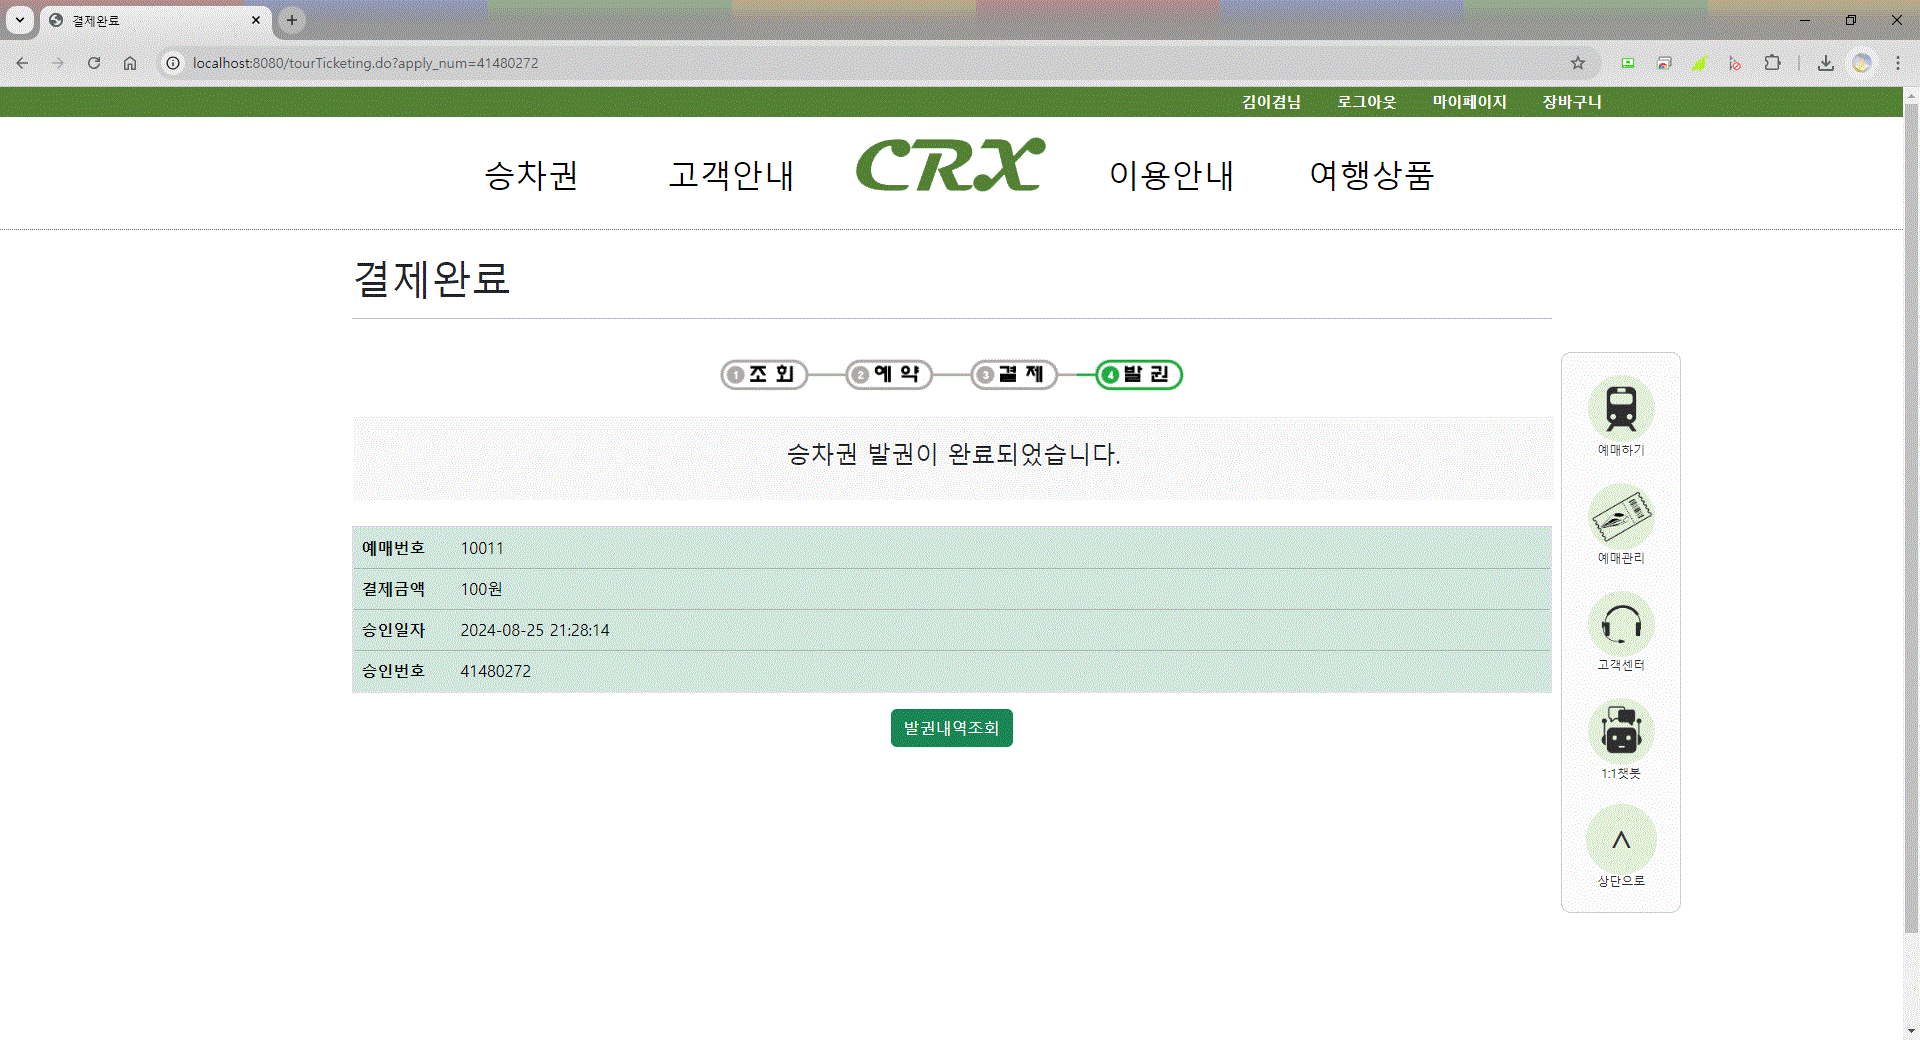 결제완료
localhost:8080/tourTicketing.do?apply_num=41480272
김이겸님 로그아웃 마이페이지 장바구니
승차권 고객안내 CRX 이용안내 여행상품
결제완료
1 조회 2 예약 3 결제 4 발권
승차권 발권이 완료되었습니다.
예매번호 10011
결제금액 100원
승인일자 2024-08-25 21:28:14
승인번호 41480272
발권내역조회
예매하기
예매관리
고객센터
1:1챗봇
상단으로